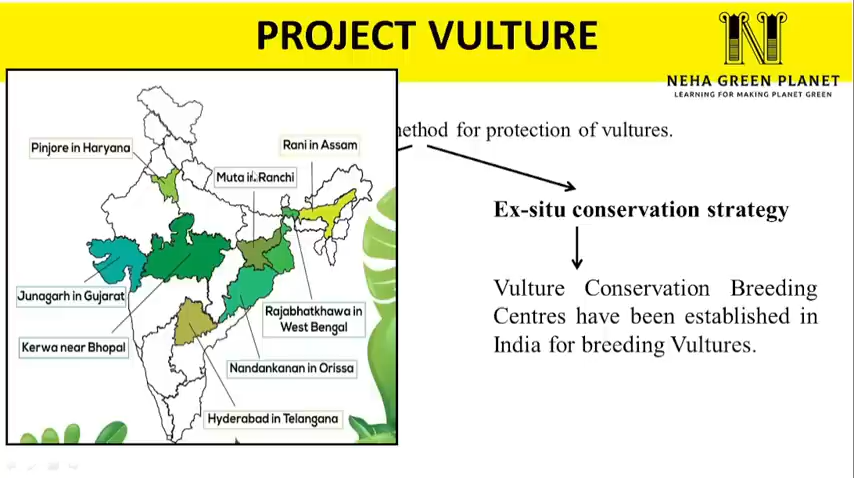 PROJECT VULTURE
NEHA GREEN PLANET
LEARNING FOR MAKING PLANET GREEN
method for protection of vultures.
Ex-situ conservation strategy
Vulture Conservation Breeding
Centres have been established in
India for breeding Vultures.
Pinjore in Haryana
Rani in Assam
Muta in Ranchi
Junagarh in Gujarat
Rajabhatkhawa in
West Bengal
Kerwa near Bhopal
Nandankanan in Orissa
Hyderabad in Telangana